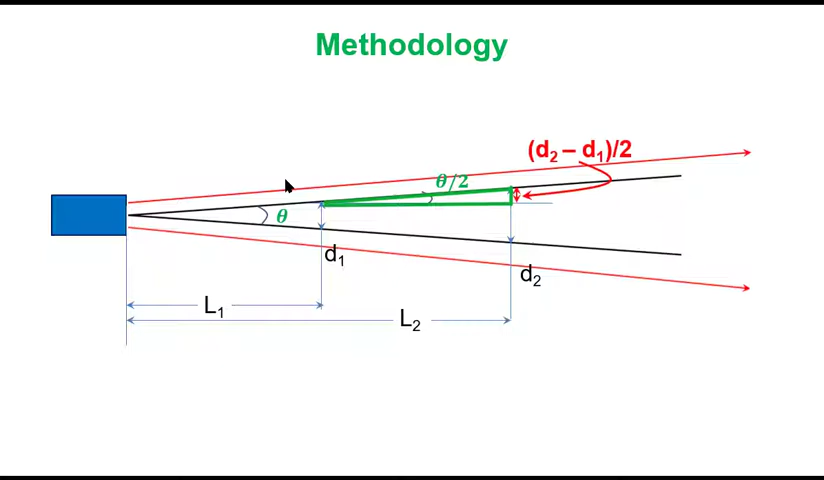 Methodology
(d₂ – d₁)/2
θ/2
θ
d₁
d₂
L₁
L₂